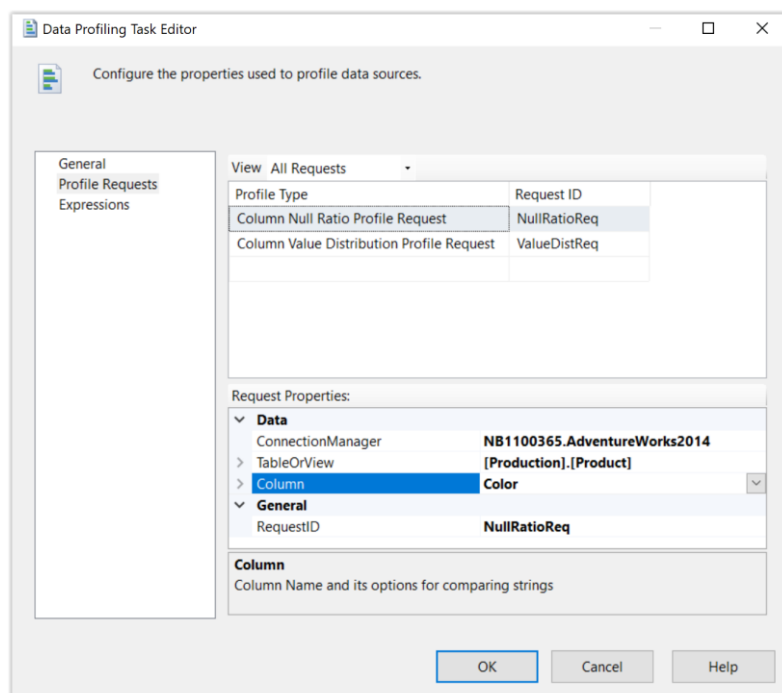 Data Profiling Task Editor
Configure the properties used to profile data sources.
General
Profile Requests
Expressions
View All Requests
Profile Type Request ID
Column Null Ratio Profile Request NullRatioReq
Column Value Distribution Profile Request ValueDistReq
Request Properties:
Data
ConnectionManager NB1100365.AdventureWorks2014
TableOrView [Production].[Product]
Column Color
General
RequestID NullRatioReq
Column
Column Name and its options for comparing strings
OK Cancel Help